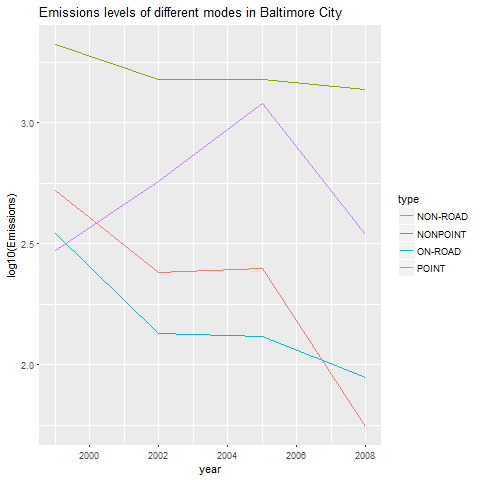 Emissions levels of different modes in Baltimore City
3.0
2.5
2.0
log10(Emissions)
2000
2002
2004
2006
2008
year
type
NON-ROAD
NONPOINT
ON-ROAD
POINT